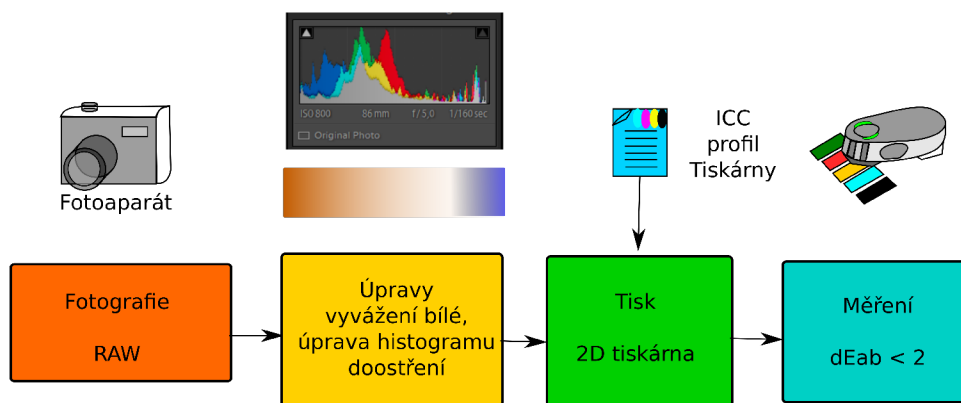 ISO 800 86 mm f / 5,0 1/160 sec
Original Photo
ICC
profil
Tiskárny
Fotoaparát
Fotografie
RAW
Úpravy
vyvážení bílé,
úprava histogramu
doostření
Tisk
2D tiskárna
Měření
dEab < 2